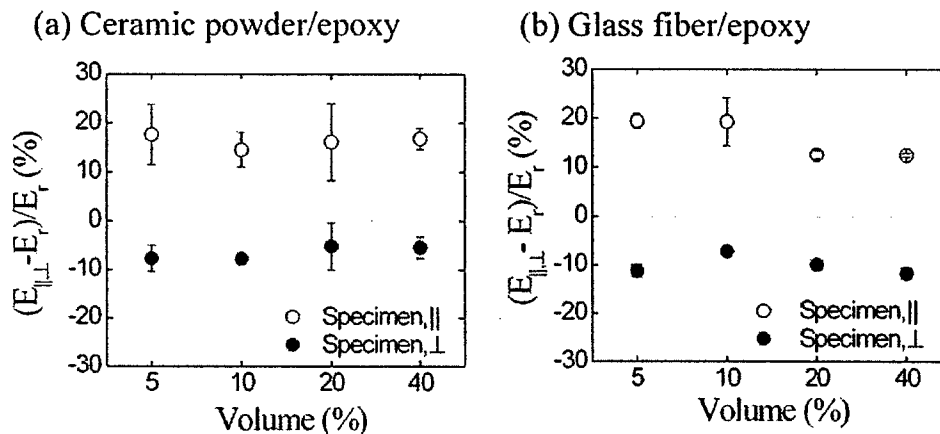 (a) Ceramic powder/epoxy
30
20
10
0
-10
-20
-30
(E∥,⊥- Er)/Er (%)
Specimen,||
Specimen,⊥
5 10 20 40
Volume (%)
(b) Glass fiber/epoxy
30
20
10
0
-10
-20
-30
(E∥,⊥- Er)/Er (%)
Specimen,||
Specimen,⊥
5 10 20 40
Volume (%)